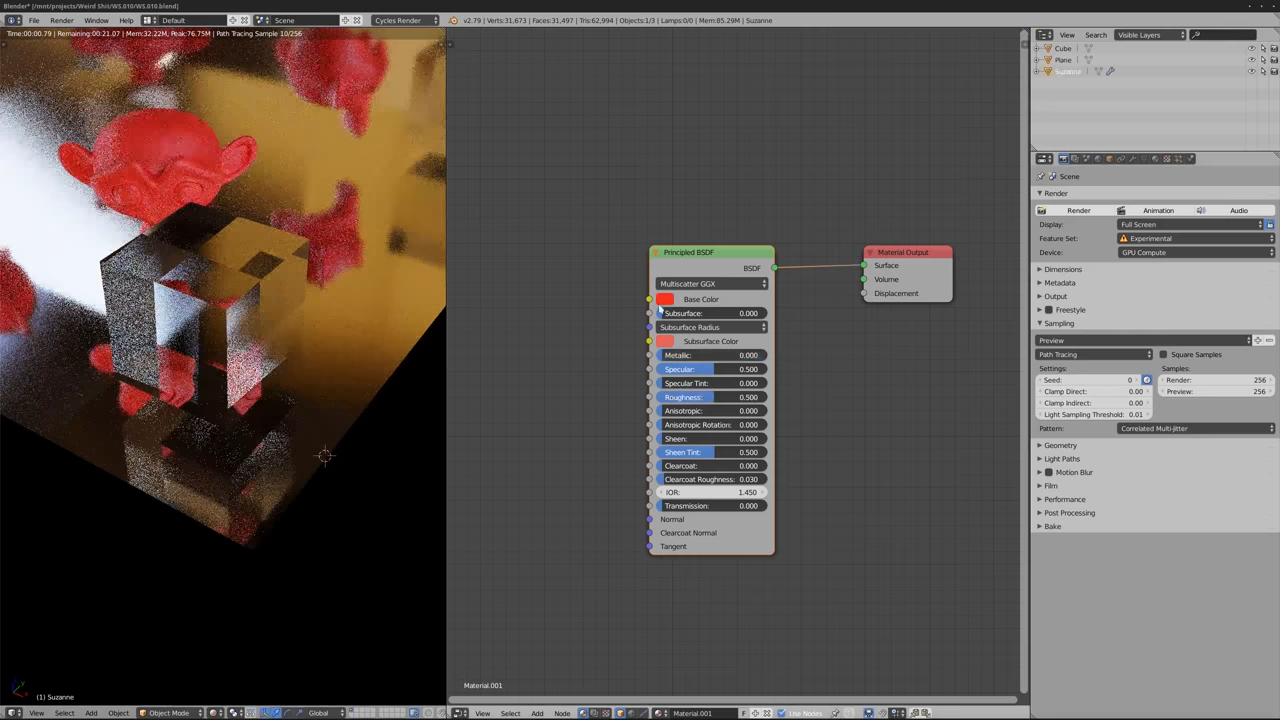 Blender* [/mnt/projects/Weird Shit/WS.010/WS.010.blend]
File Render Window Help Default Scene Cycles Render v2.79 | Verts:31,673 | Faces:31,497 | Tris:62,994 | Objects:1/3 | Lamps:0/0 | Mem:85.29M | Suzanne
Time:00:00.79 | Remaining:00:21.07 | Mem:32.22M, Peak:76.75M | Path Tracing Sample 10/256
View Search Visible Layers
Cube
Plane
Suzanne
Scene
Render
Render Animation Audio
Display: Full Screen
Feature Set: Experimental
Device: GPU Compute
Dimensions
Metadata
Output
Freestyle
Sampling
Preview
Path Tracing Square Samples
Settings: Samples:
Seed: 0 Render: 256
Clamp Direct: 0.00 Preview: 256
Clamp Indirect: 0.00
Light Sampling Threshold: 0.01
Pattern: Correlated Multi-Jitter
Geometry
Light Paths
Motion Blur
Film
Performance
Post Processing
Bake
Principled BSDF
BSDF
Multiscatter GGX
Base Color
Subsurface: 0.000
Subsurface Radius
Subsurface Color
Metallic: 0.000
Specular: 0.500
Specular Tint: 0.000
Roughness: 0.500
Anisotropic: 0.000
Anisotropic Rotation: 0.000
Sheen: 0.000
Sheen Tint: 0.500
Clearcoat: 0.000
Clearcoat Roughness: 0.030
IOR: 1.450
Transmission: 0.000
Normal
Clearcoat Normal
Tangent
Material Output
Surface
Volume
Displacement
Material.001
(1) Suzanne
View Select Add Object Object Mode Global
View Select Add Node Material.001 F Use Nodes